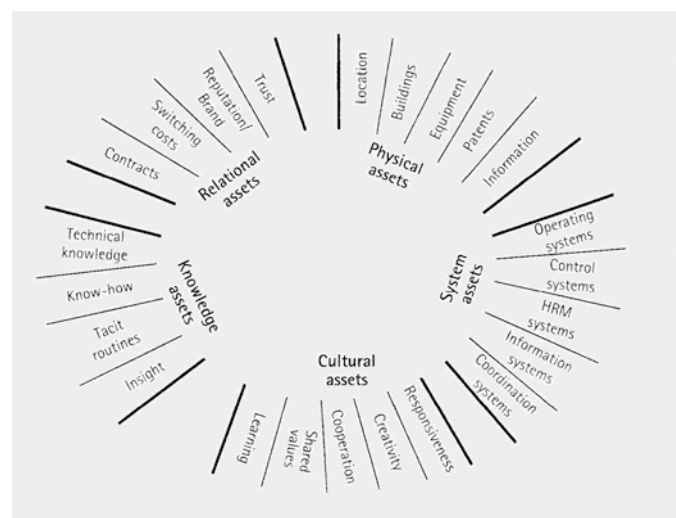 Location
Buildings
Equipment
Patents
Information
Physical
assets
Operating
systems
Control
systems
HRM
systems
Information
systems
Coordination
systems
System
assets
Responsiveness
Creativity
Cooperation
Shared
values
Learning
Cultural
assets
Insight
Tacit
routines
Know-how
Technical
knowledge
Knowledge
assets
Contracts
Switching
costs
Reputation/
Brand
Trust
Relational
assets